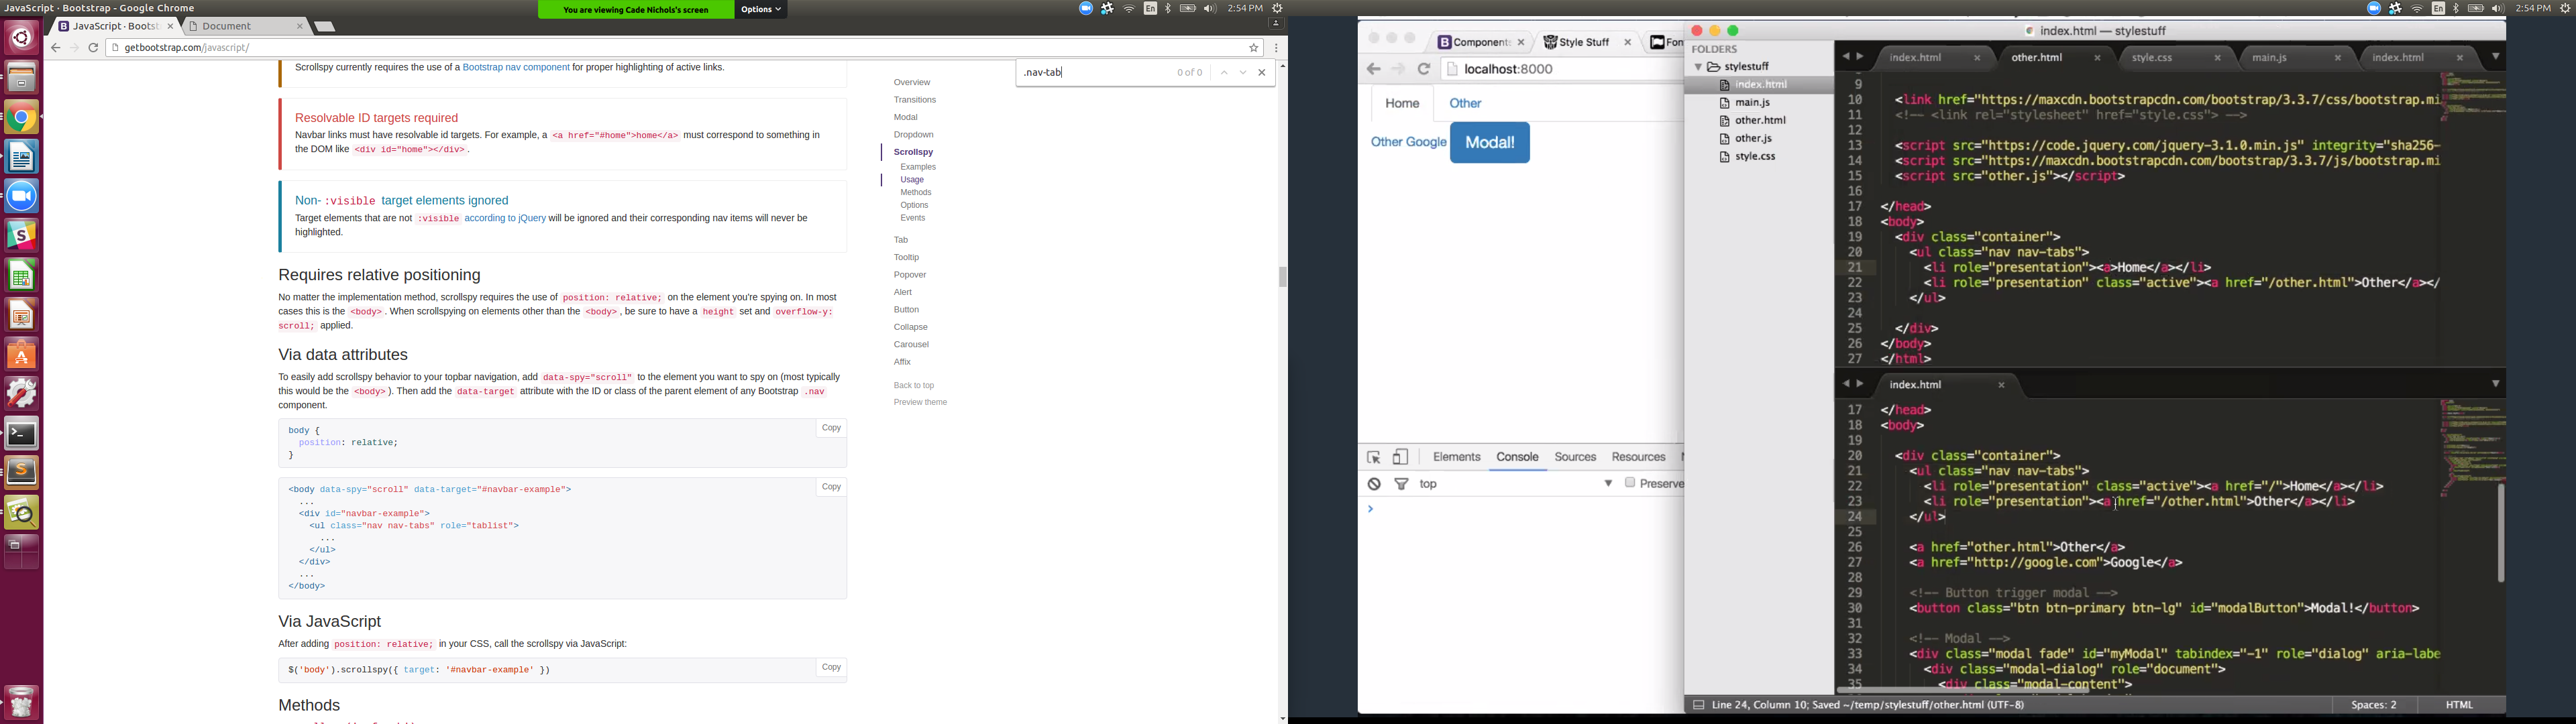 JavaScript · Bootstrap - Google Chrome
You are viewing Cade Nichols's screen
Options
En
2:54 PM
JavaScript · Bootst
Document
getbootstrap.com/javascript/
.nav-tab
0 of 0
Scrollspy currently requires the use of a Bootstrap nav component for proper highlighting of active links.
Resolvable ID targets required
Navbar links must have resolvable id targets. For example, a <a href="#home">home</a> must correspond to something in
the DOM like <div id="home"></div>.
Non- :visible target elements ignored
Target elements that are not :visible according to jQuery will be ignored and their corresponding nav items will never be
highlighted.
Requires relative positioning
No matter the implementation method, scrollspy requires the use of position: relative; on the element you're spying on. In most
cases this is the <body>. When scrollspying on elements other than the <body>, be sure to have a height set and overflow-y:
scroll; applied.
Via data attributes
To easily add scrollspy behavior to your topbar navigation, add data-spy="scroll" to the element you want to spy on (most typically
this would be the <body>). Then add the data-target attribute with the ID or class of the parent element of any Bootstrap .nav
component.
Copy
body {
position: relative;
}
Copy
<body data-spy="scroll" data-target="#navbar-example">
...
<div id="navbar-example">
<ul class="nav nav-tabs" role="tablist">
...
</ul>
</div>
...
</body>
Via JavaScript
After adding position: relative; in your CSS, call the scrollspy via JavaScript:
Copy
$('body').scrollspy({ target: '#navbar-example' })
Methods
Overview
Transitions
Modal
Dropdown
Scrollspy
Examples
Usage
Methods
Options
Events
Tab
Tooltip
Popover
Alert
Button
Collapse
Carousel
Affix
Back to top
Preview theme
En
2:54 PM
Component
Style Stuff
Fon
localhost:8000
Home
Other
Other Google
Modal!
Elements
Console
Sources
Resources
top
Preserve
index.html — stylestuff
FOLDERS
stylestuff
index.html
main.js
other.html
other.js
style.css
index.html
other.html
style.css
main.js
index.html
9
10 <link href="https://maxcdn.bootstrapcdn.com/bootstrap/3.3.7/css/bootstrap.mi
11 <!-- <link rel="stylesheet" href="style.css"> -->
12
13 <script src="https://code.jquery.com/jquery-3.1.0.min.js" integrity="sha256-
14 <script src="https://maxcdn.bootstrapcdn.com/bootstrap/3.3.7/js/bootstrap.mi
15 <script src="other.js"></script>
16
17 </head>
18 <body>
19 <div class="container">
20 <ul class="nav nav-tabs">
21 <li role="presentation"><a>Home</a></li>
22 <li role="presentation" class="active"><a href="/other.html">Other</a></
23 </ul>
24
25 </div>
26 </body>
27 </html>
index.html
17 </head>
18 <body>
19
20 <div class="container">
21 <ul class="nav nav-tabs">
22 <li role="presentation" class="active"><a href="/">Home</a></li>
23 <li role="presentation"><a href="/other.html">Other</a></li>
24 </ul>
25
26 <a href="other.html">Other</a>
27 <a href="http://google.com">Google</a>
28
29 <!-- Button trigger modal -->
30 <button class="btn btn-primary btn-lg" id="modalButton">Modal!</button>
31
32 <!-- Modal -->
33 <div class="modal fade" id="myModal" tabindex="-1" role="dialog" aria-labe
34 <div class="modal-dialog" role="document">
35 <div class="modal-content">
Line 24, Column 10; Saved ~/temp/stylestuff/other.html (UTF-8)
Spaces: 2
HTML